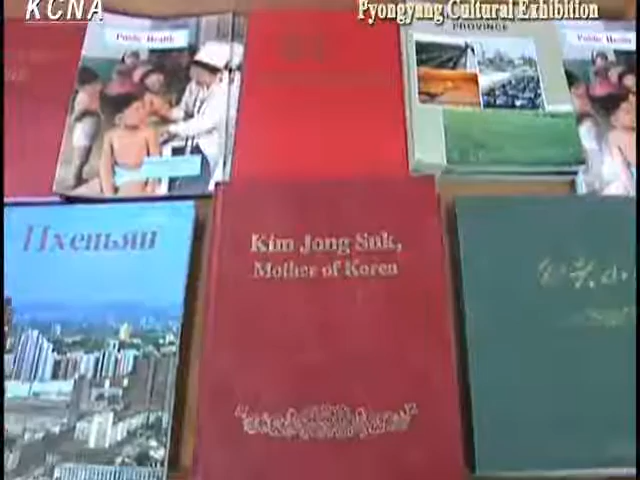 KCNA
Pyongyang Cultural Exhibition
Public Health
PROVINCE
Public Health
Пхеньян
Kim Jong Suk,
Mother of Korea